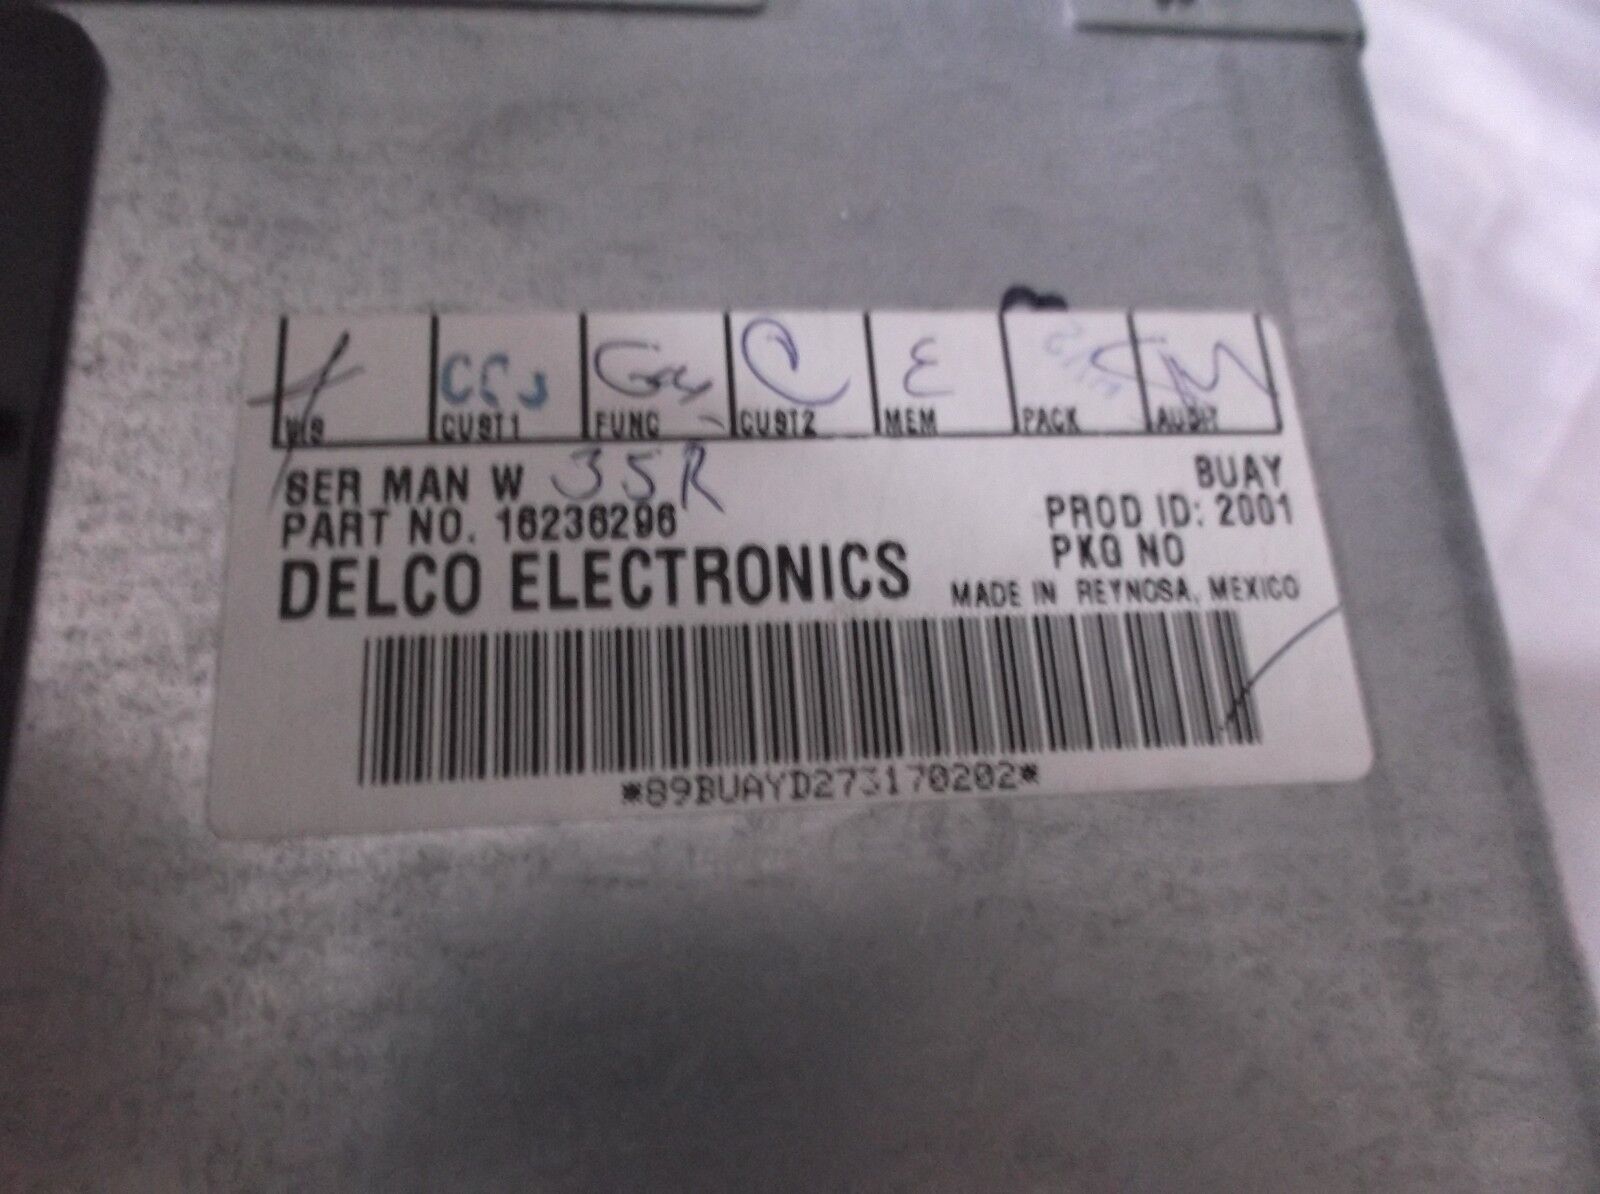 CUST1 FUNC CUST2 MEM PACK AUDIT
SER MAN W 35R BUAY
PART NO. 16236296 PROD ID: 2001
DELCO ELECTRONICS PKG NO
MADE IN REYNOSA, MEXICO
*89BUAYD273170202*